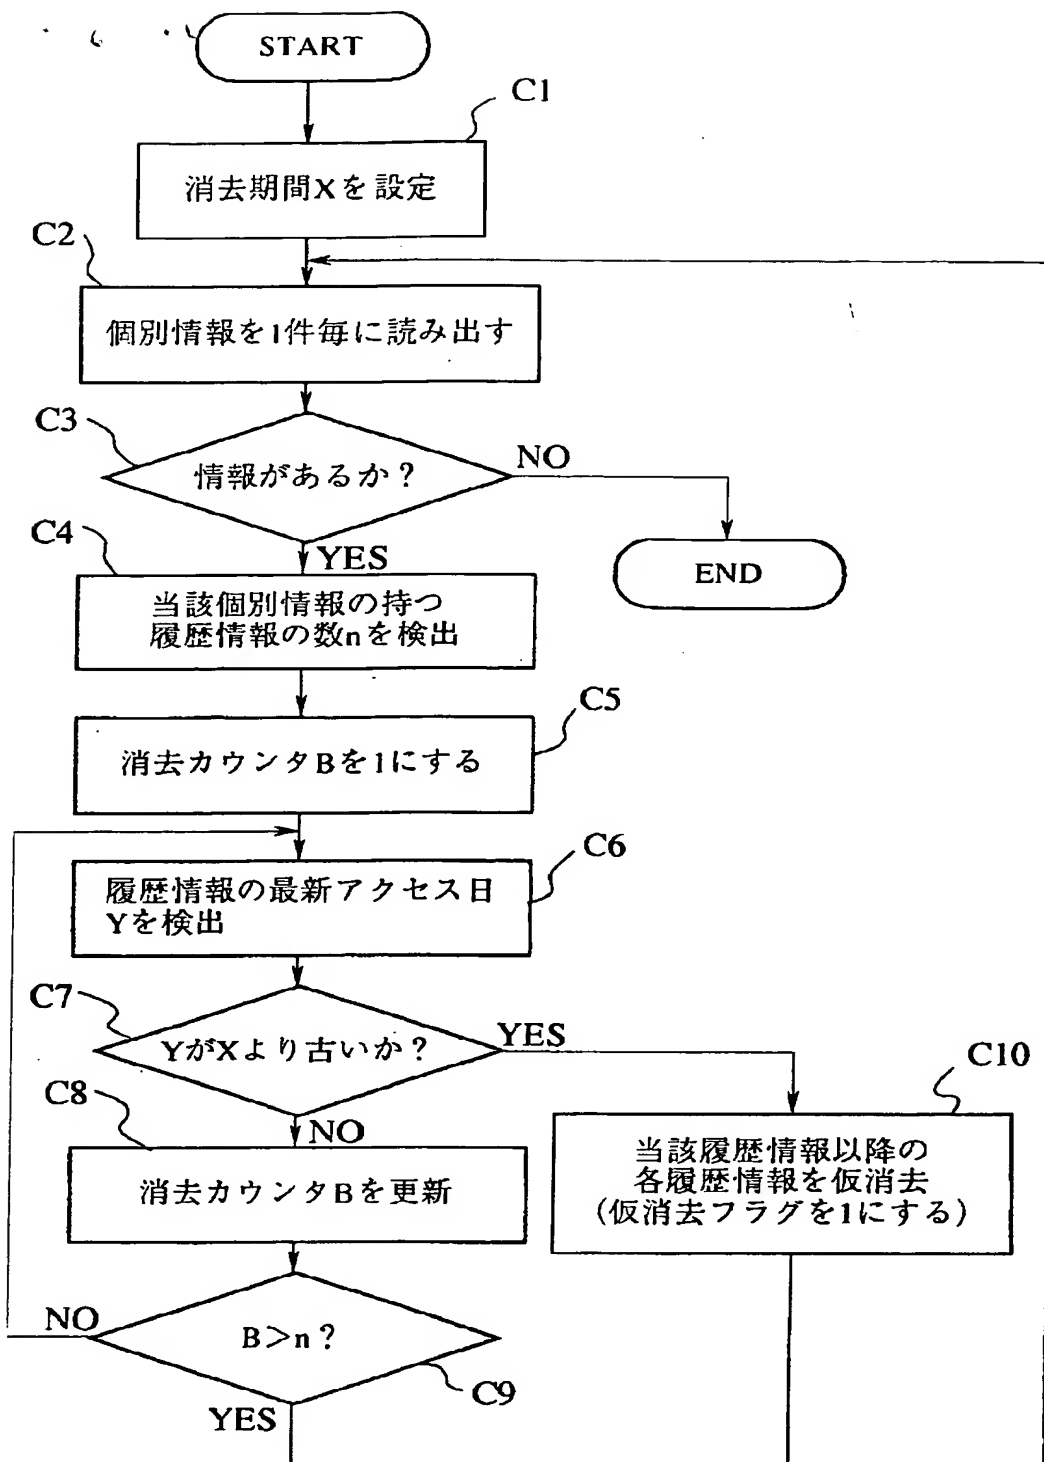 START
C1
消去期間Xを設定
C2
個別情報を1件毎に読み出す
C3
情報があるか?
NO
C4
YES
END
当該個別情報の持つ
履歴情報の数nを検出
C5
消去カウンタBを1にする
C6
履歴情報の最新アクセス日
Yを検出
C7
YがXより古いか?
YES
C10
C8
NO
当該履歴情報以降の
各履歴情報を仮消去
(仮消去フラグを1にする)
消去カウンタBを更新
NO
B>n?
C9
YES